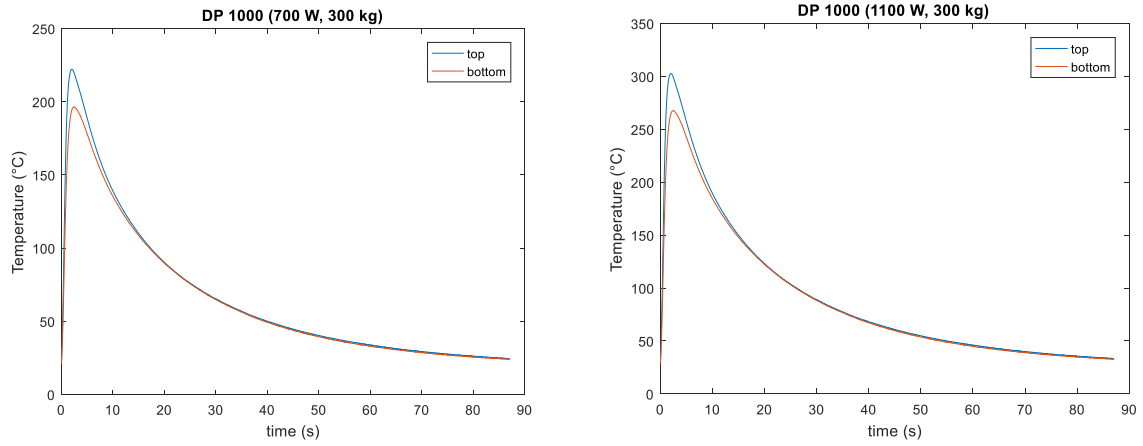 DP 1000 (700 W, 300 kg)
250
200
150
100
50
0
Temperature (°C)
top
bottom
0 10 20 30 40 50 60 70 80 90
time (s)
DP 1000 (1100 W, 300 kg)
350
300
250
200
150
100
50
0
Temperature (°C)
top
bottom
0 10 20 30 40 50 60 70 80 90
time (s)